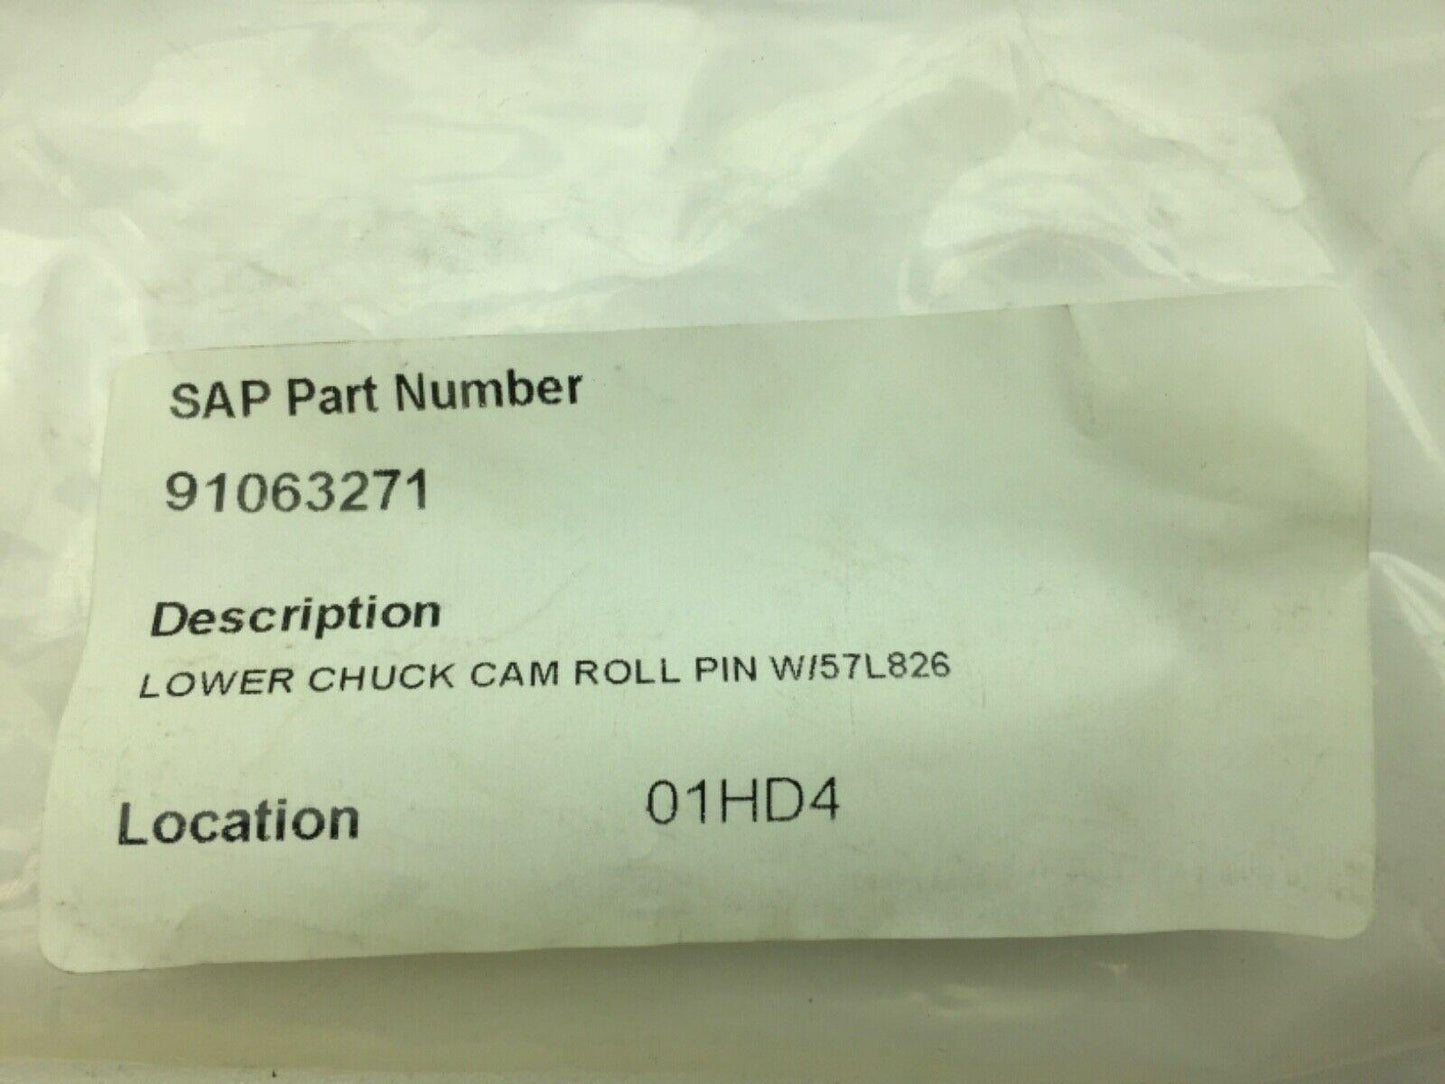 SAP Part Number
91063271
Description
LOWER CHUCK CAM ROLL PIN W/57L826
Location 01HD4